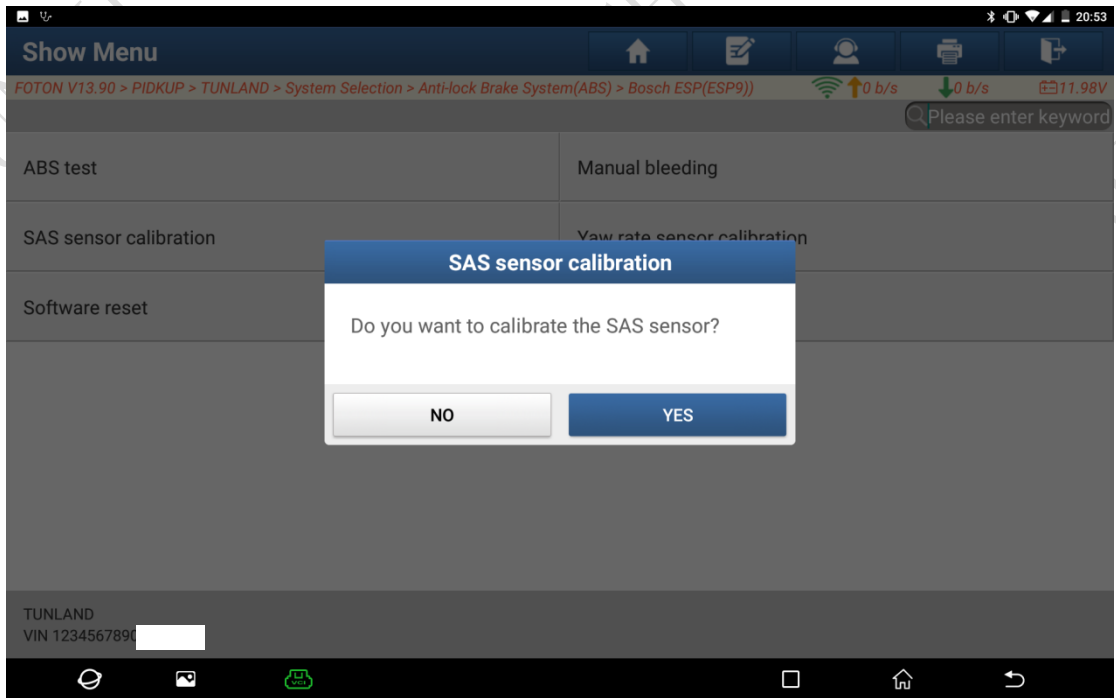 20:53
Show Menu
FOTON V13.90 > PIDKUP > TUNLAND > System Selection > Anti-lock Brake System(ABS) > Bosch ESP(ESP9))
0 b/s
0 b/s
11.98V
Please enter keyword
ABS test
Manual bleeding
SAS sensor calibration
Yaw rate sensor calibration
Software reset
SAS sensor calibration
Do you want to calibrate the SAS sensor?
NO
YES
TUNLAND
VIN 1234567890
VCI